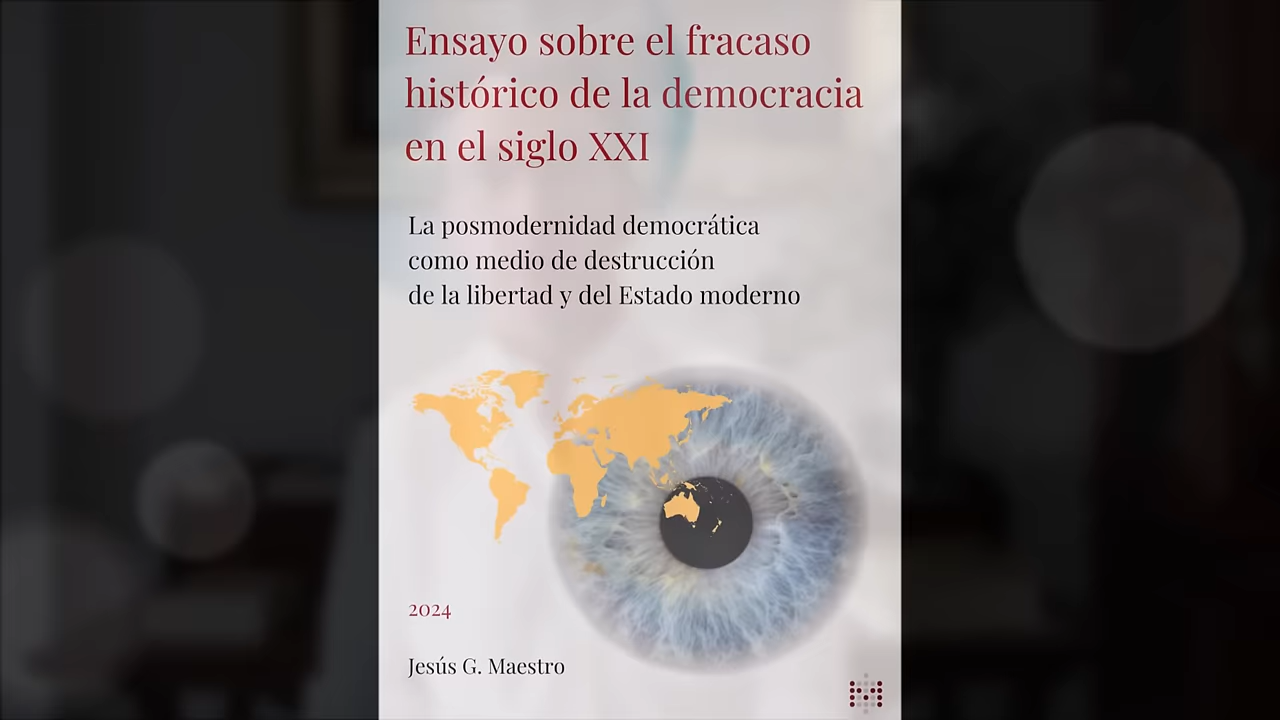 Ensayo sobre el fracaso
histórico de la democracia
en el siglo XXI
La posmodernidad democrática
como medio de destrucción
de la libertad y del Estado moderno
2024
Jesús G. Maestro